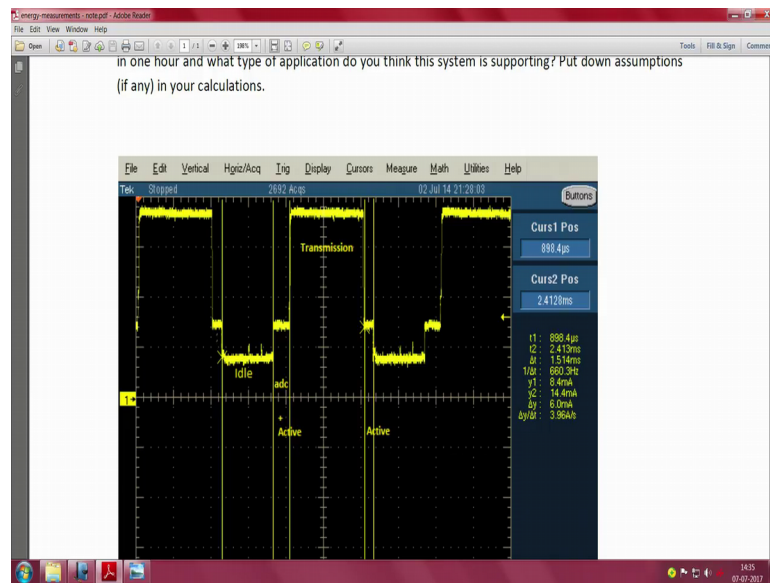 energy-measurements - note.pdf - Adobe Reader
File Edit View Window Help
Open 1 / 1 198% Tools Fill & Sign Comment
in one hour and what type of application do you think this system is supporting? Put down assumptions
(if any) in your calculations.
File Edit Vertical Horiz/Acq Trig Display Cursors Measure Math Utilities Help
Tek Stopped 2692 Acqs 02 Jul 14 21:28:03 Buttons
Curs1 Pos
898.4µs
Curs2 Pos
2.4128ms
Transmission
t1: 898.4µs
t2: 2.413ms
Δt: 1.514ms
1/Δt: 660.3Hz
y1: 8.4mA
y2: 14.4mA
Δy: 6.0mA
Δy/Δt: 3.96A/s
Idle
adc
1
+
Active Active
14:35
07-07-2017